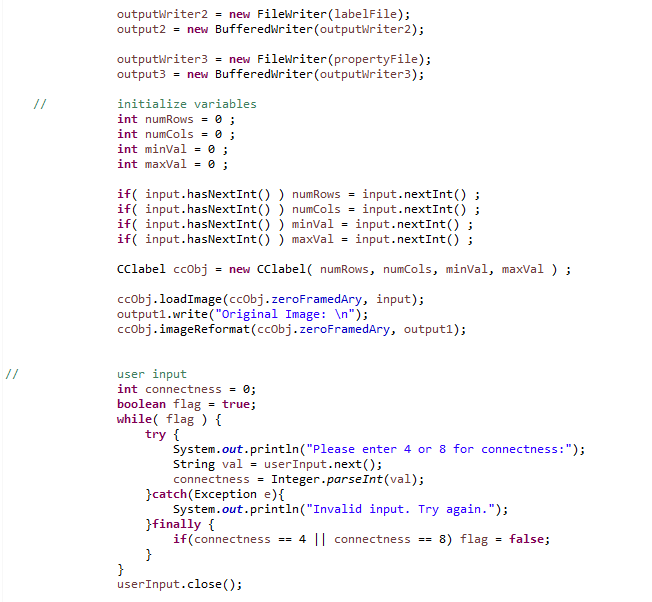 outputWriter2 = new FileWriter(labelFile);
output2 = new BufferedWriter(outputWriter2);
outputWriter3 = new FileWriter(propertyFile);
output3 = new BufferedWriter(outputWriter3);
// initialize variables
int numRows = 0 ;
int numCols = 0 ;
int minVal = 0 ;
int maxVal = 0 ;
if( input.hasNextInt() ) numRows = input.nextInt() ;
if( input.hasNextInt() ) numCols = input.nextInt() ;
if( input.hasNextInt() ) minVal = input.nextInt() ;
if( input.hasNextInt() ) maxVal = input.nextInt() ;
CClabel ccObj = new CClabel( numRows, numCols, minVal, maxVal ) ;
ccObj.loadImage(ccObj.zeroFramedAry, input);
output1.write("Original Image: \n");
ccObj.imageReformat(ccObj.zeroFramedAry, output1);
// user input
int connectness = 0;
boolean flag = true;
while( flag ) {
try {
System.out.println("Please enter 4 or 8 for connectness:");
String val = userInput.next();
connectness = Integer.parseInt(val);
}catch(Exception e){
System.out.println("Invalid input. Try again.");
}finally {
if(connectness == 4 || connectness == 8) flag = false;
}
}
userInput.close();